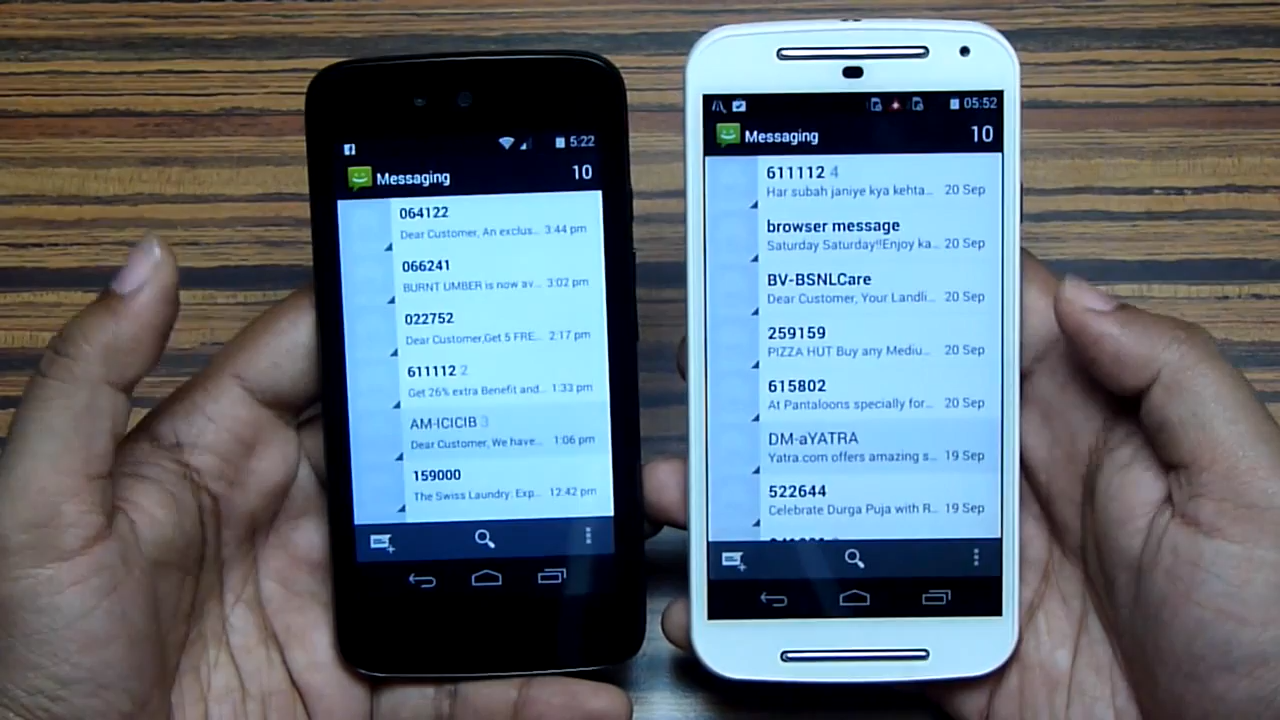 5:22
Messaging
10
064122
Dear Customer, An exclus... 3:44 pm
066241
BURNT UMBER is now av... 3:02 pm
022752
Dear Customer,Get 5 FRE... 2:17 pm
611112 2
Get 26% extra Benefit and... 1:33 pm
AM-ICICIB 3
Dear Customer, We have... 1:06 pm
159000
The Swiss Laundry: Exp... 12:42 pm
05:52
Messaging
10
611112 4
Har subah janiye kya kehta... 20 Sep
browser message
Saturday Saturday!!Enjoy ka... 20 Sep
BV-BSNLCare
Dear Customer, Your Landli... 20 Sep
259159
PIZZA HUT Buy any Mediu... 20 Sep
615802
At Pantaloons specially for... 20 Sep
DM-aYATRA
Yatra.com offers amazing s... 19 Sep
522644
Celebrate Durga Puja with R... 19 Sep